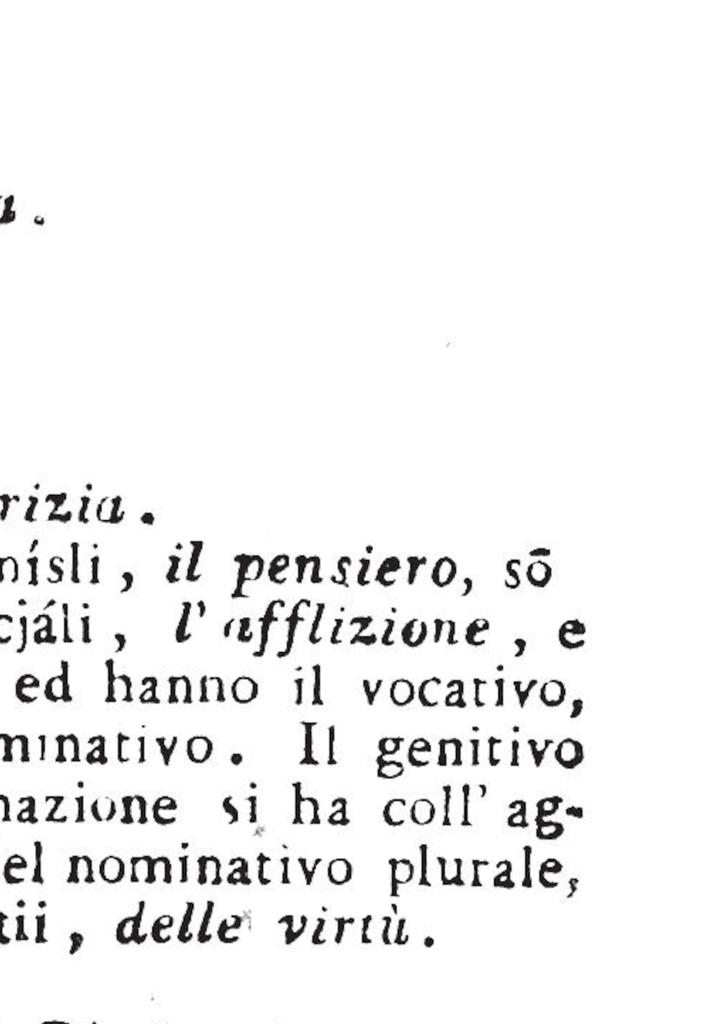 a.
rizia.
nísli, il pensiero, sō
cjáli, l' afflizione, e
ed hanno il vocativo,
minativo. Il genitivo
nazione si ha coll' ag-
el nominativo plurale,
tii, delle virtù.